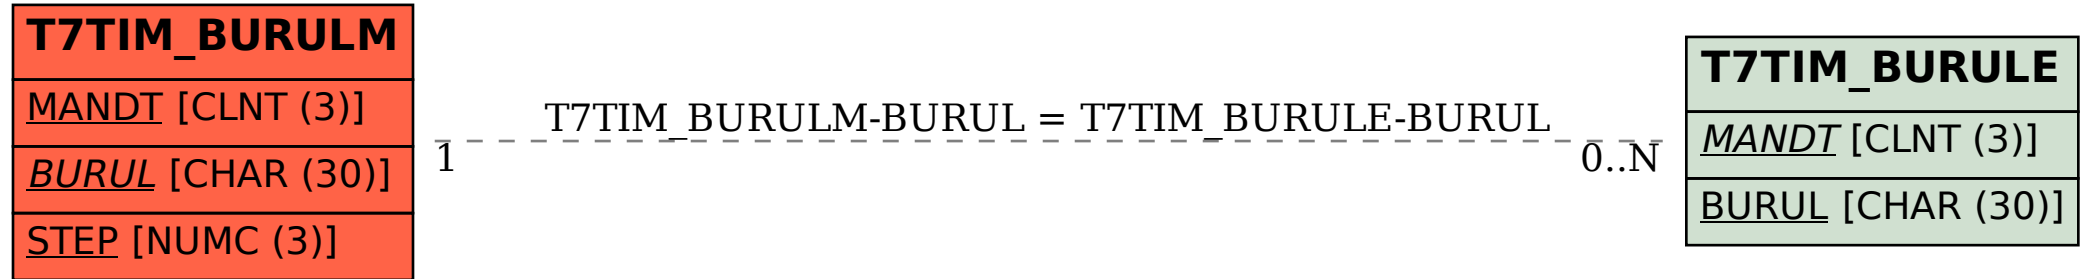 T7TIM_BURULM
MANDT [CLNT (3)]
BURUL [CHAR (30)]
STEP [NUMC (3)]
T7TIM_BURULM-BURUL = T7TIM_BURULE-BURUL
1
0..N
T7TIM_BURULE
MANDT [CLNT (3)]
BURUL [CHAR (30)]